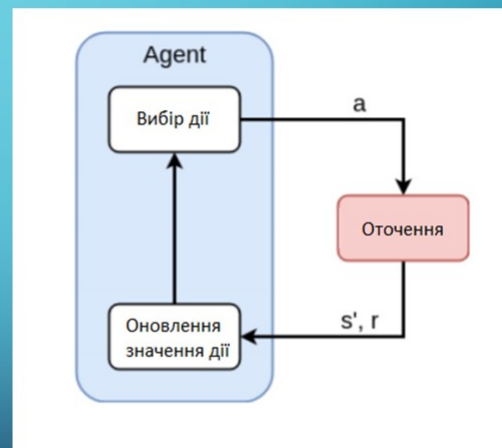 Agent
Вибір дії
a
Оточення
Оновлення
значення дії
s', r